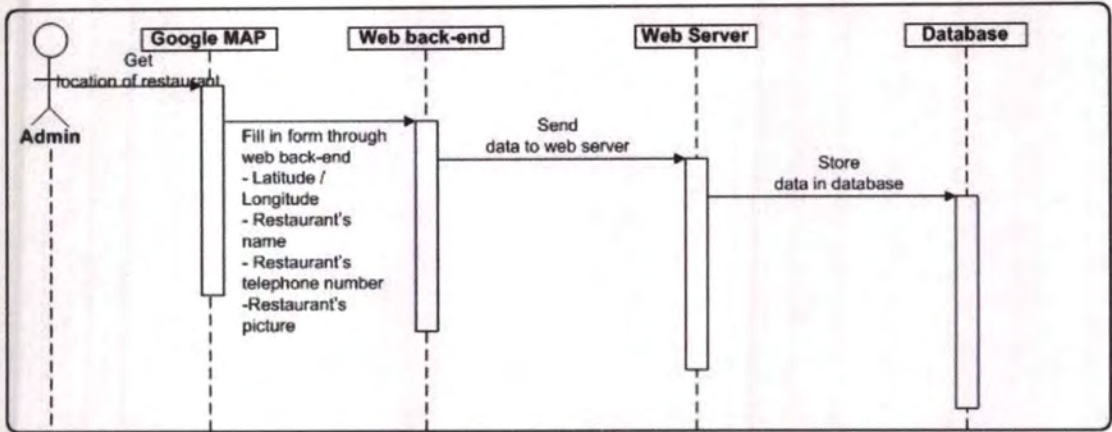 Google MAP
Web back-end
Web Server
Database
Get
location of restaurant
Admin
Fill in form through
web back-end
- Latitude /
Longitude
- Restaurant's
name
- Restaurant's
telephone number
-Restaurant's
picture
Send
data to web server
Store
data in database